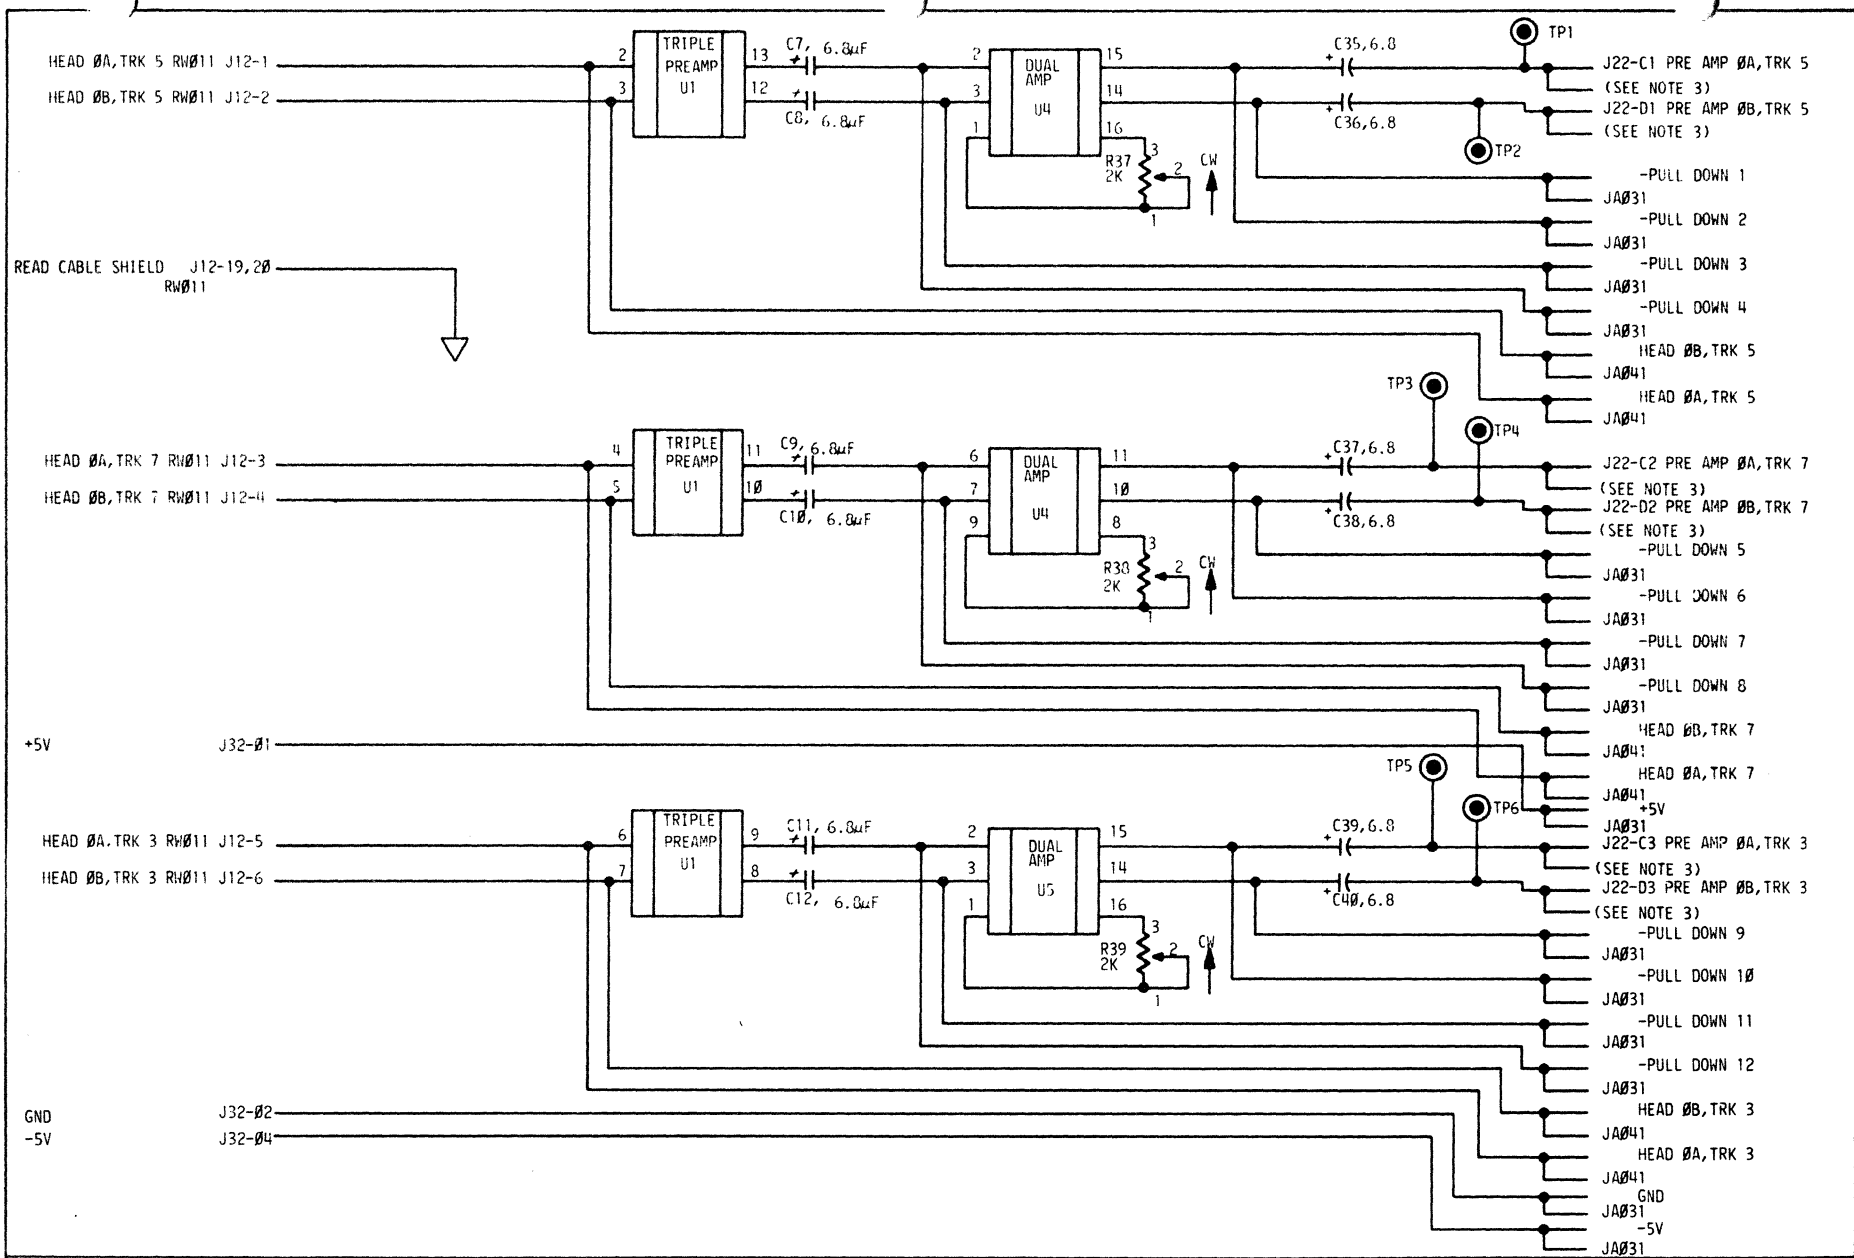 TP1
HEAD ØA, TRK 5 RWØ11 J12-1
2
TRIPLE
PREAMP
U1
13
C7, 6.8µF
2
DUAL
AMP
U4
15
C35,6.8
J22-C1 PRE AMP ØA, TRK 5
(SEE NOTE 3)
HEAD ØB, TRK 5 RWØ11 J12-2
3
12
C8, 6.8µF
3
14
C36,6.8
J22-D1 PRE AMP ØB, TRK 5
(SEE NOTE 3)
TP2
1
16
R37
2K
3
2
1
CW
-PULL DOWN 1
JAØ31
-PULL DOWN 2
JAØ31
READ CABLE SHIELD J12-19,2Ø
RWØ11
-PULL DOWN 3
JAØ31
-PULL DOWN 4
JAØ31
HEAD ØB, TRK 5
JAØ41
HEAD ØA, TRK 5
JAØ41
TP3
TP4
HEAD ØA, TRK 7 RWØ11 J12-3
4
TRIPLE
PREAMP
U1
11
C9, 6.8µF
6
DUAL
AMP
U4
11
C37,6.8
J22-C2 PRE AMP ØA, TRK 7
(SEE NOTE 3)
HEAD ØB, TRK 7 RWØ11 J12-4
5
1Ø
C1Ø, 6.8µF
7
1Ø
C38,6.8
J22-D2 PRE AMP ØB, TRK 7
(SEE NOTE 3)
9
8
R38
2K
3
2
1
CW
-PULL DOWN 5
JAØ31
-PULL DOWN 6
JAØ31
-PULL DOWN 7
JAØ31
-PULL DOWN 8
JAØ31
HEAD ØB, TRK 7
JAØ41
+5V J32-Ø1
HEAD ØA, TRK 7
JAØ41
+5V
JAØ31
TP5
TP6
HEAD ØA. TRK 3 RWØ11 J12-5
6
TRIPLE
PREAMP
U1
9
C11, 6.8µF
2
DUAL
AMP
U5
15
C39,6.8
J22-C3 PRE AMP ØA, TRK 3
(SEE NOTE 3)
HEAD ØB, TRK 3 RWØ11 J12-6
7
8
C12, 6.8µF
3
14
C4Ø,6.8
J22-D3 PRE AMP ØB, TRK 3
(SEE NOTE 3)
1
16
R39
2K
3
2
1
CW
-PULL DOWN 9
JAØ31
-PULL DOWN 1Ø
JAØ31
-PULL DOWN 11
JAØ31
-PULL DOWN 12
JAØ31
GND J32-Ø2
-5V J32-Ø4
HEAD ØB, TRK 3
JAØ41
HEAD ØA, TRK 3
JAØ41
GND
JAØ31
-5V
JAØ31